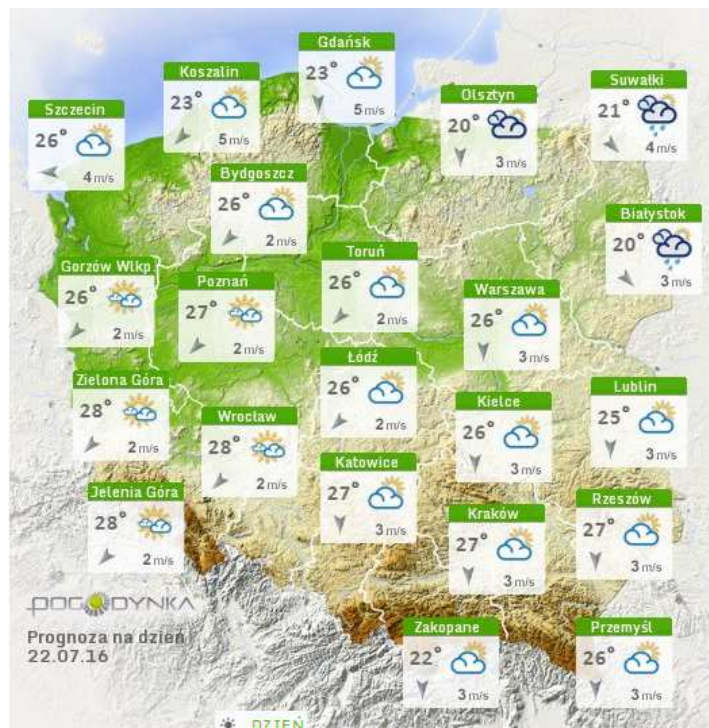 Gdańsk
23°
5 m/s
Koszalin
23°
5 m/s
Szczecin
26°
4 m/s
Olsztyn
20°
3 m/s
Suwałki
21°
4 m/s
Bydgoszcz
26°
2 m/s
Białystok
20°
3 m/s
Gorzów Wlkp.
26°
2 m/s
Poznań
27°
2 m/s
Toruń
26°
2 m/s
Warszawa
26°
3 m/s
Łódź
26°
2 m/s
Zielona Góra
28°
2 m/s
Wrocław
28°
2 m/s
Kielce
26°
3 m/s
Lublin
25°
3 m/s
Katowice
27°
3 m/s
Jelenia Góra
28°
2 m/s
Kraków
27°
3 m/s
Rzeszów
27°
3 m/s
POGODYNKA
Prognoza na dzień
22.07.16
Zakopane
22°
3 m/s
Przemyśl
26°
3 m/s
DZIEŃ